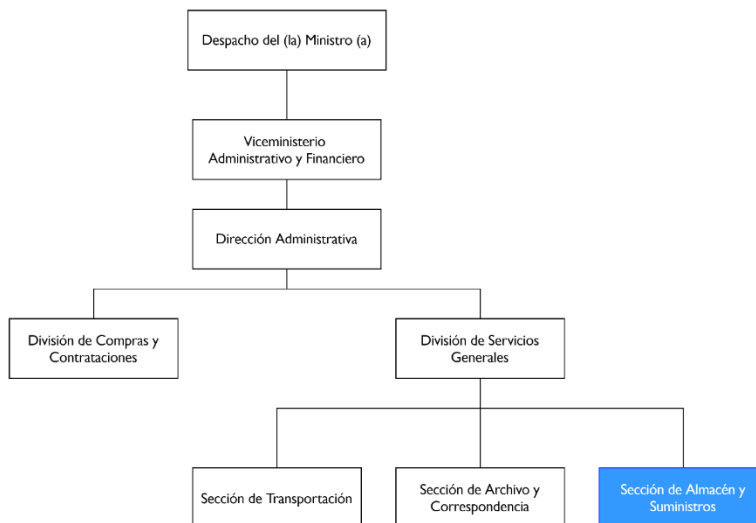 Despacho del (la) Ministro (a)
Viceministerio
Administrativo y Financiero
Dirección Administrativa
División de Compras y
Contrataciones
División de Servicios
Generales
Sección de Transportación
Sección de Archivo y
Correspondencia
Sección de Almacén y
Suministros